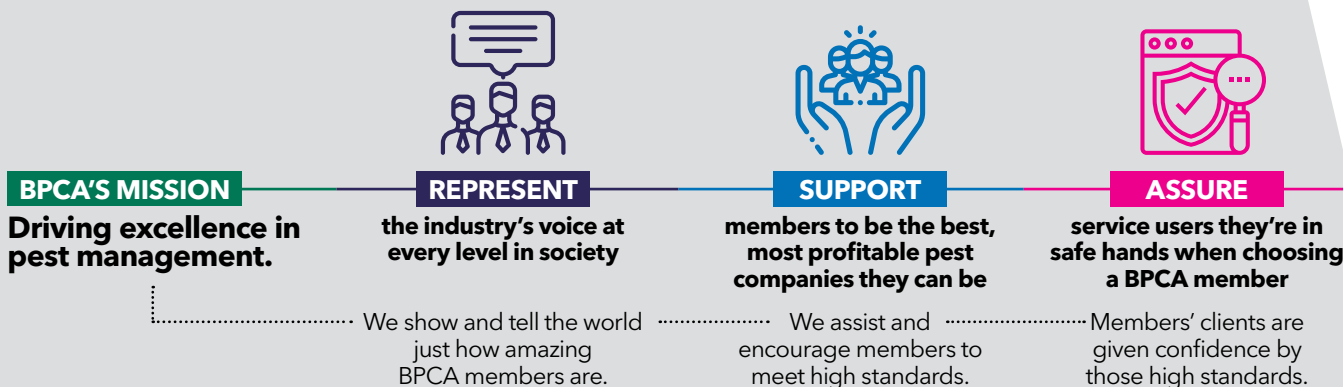 BPCA'S MISSION
Driving excellence in
pest management.
REPRESENT
the industry's voice at
every level in society
We show and tell the world
just how amazing
BPCA members are.
SUPPORT
members to be the best,
most profitable pest
companies they can be
We assist and
encourage members to
meet high standards.
ASSURE
service users they're in
safe hands when choosing
a BPCA member
Members' clients are
given confidence by
those high standards.